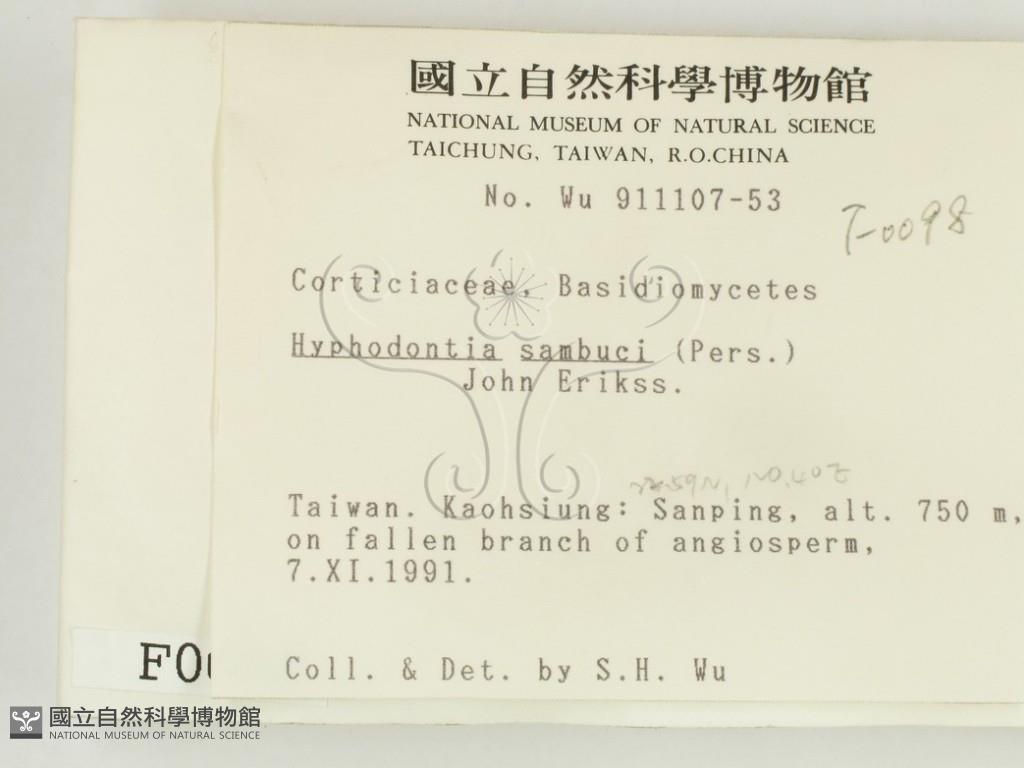 國立自然科學博物館
NATIONAL MUSEUM OF NATURAL SCIENCE
TAICHUNG, TAIWAN, R.O.CHINA
No. Wu 911107-53
T-0098
Corticiaceae, Basidiomycetes
Hyphodontia sambuci (Pers.)
John Erikss.
Taiwan. Kaohsiung: Sanping, alt. 750 m,
on fallen branch of angiosperm,
7.XI.1991.
Coll. & Det. by S.H. Wu
F0
國立自然科學博物館
NATIONAL MUSEUM OF NATURAL SCIENCE